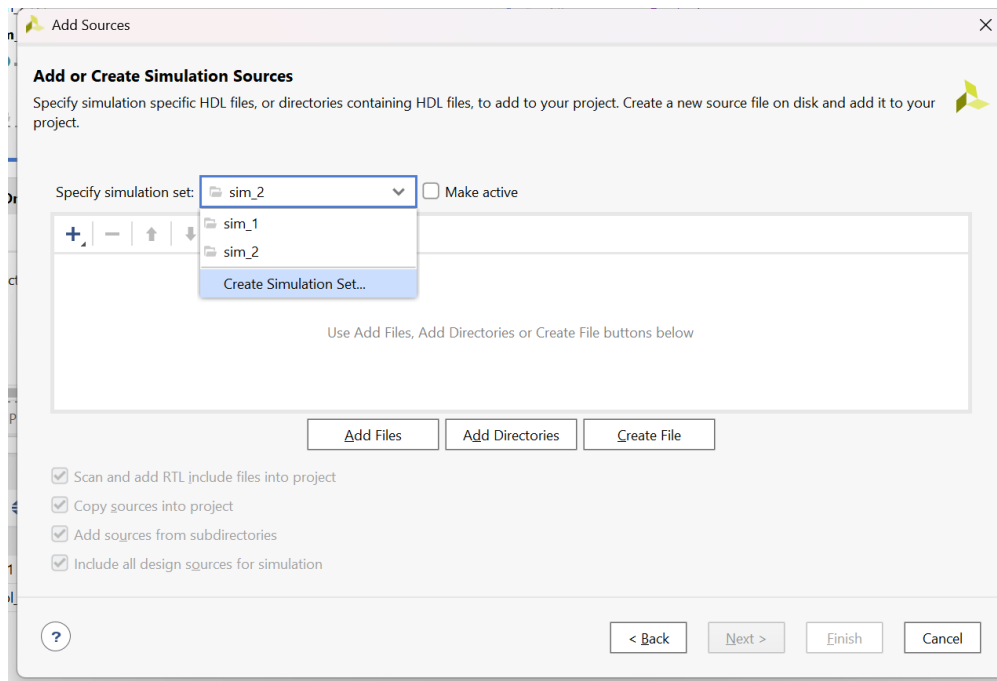 Add Sources
Add or Create Simulation Sources
Specify simulation specific HDL files, or directories containing HDL files, to add to your project. Create a new source file on disk and add it to your
project.
Specify simulation set: sim_2 Make active
sim_1
sim_2
Create Simulation Set...
Use Add Files, Add Directories or Create File buttons below
Add Files Add Directories Create File
Scan and add RTL include files into project
Copy sources into project
Add sources from subdirectories
Include all design sources for simulation
? < Back Next > Finish Cancel